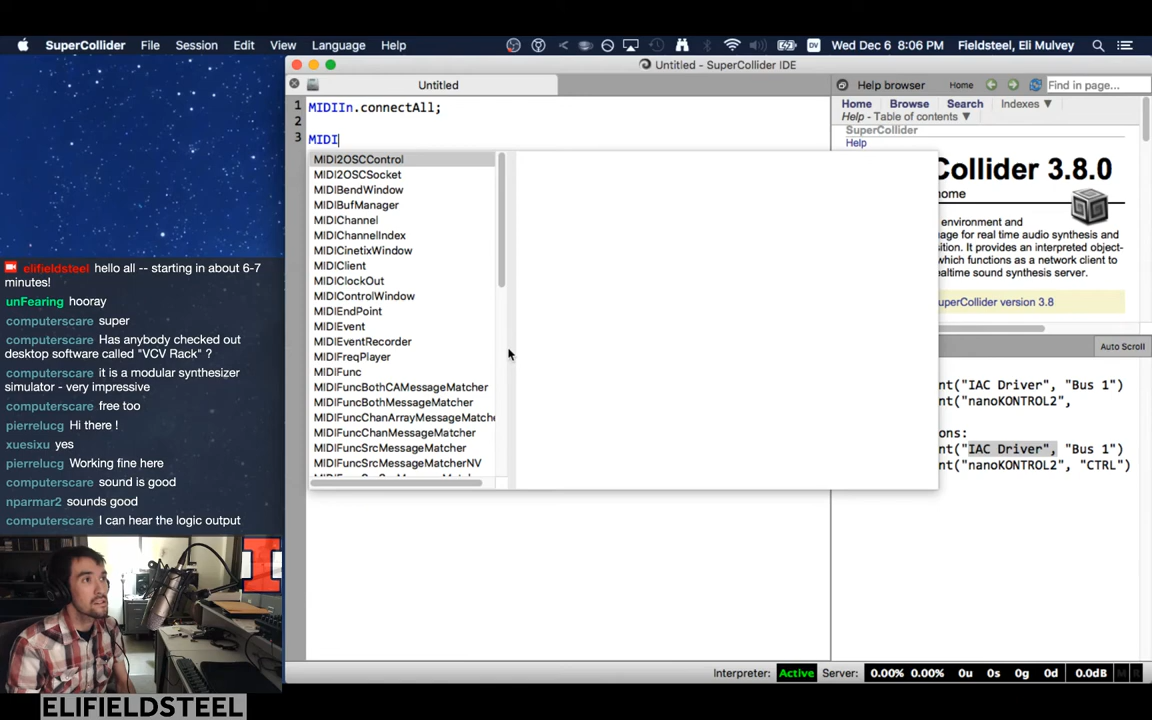 SuperCollider File Session Edit View Language Help Wed Dec 6 8:06 PM Fieldsteel, Eli Mulvey
Untitled - SuperCollider IDE
Untitled
1 MIDIIn.connectAll;
2
3 MIDI
MIDI2OSCControl
MIDI2OSCSocket
MIDIBendWindow
MIDIBufManager
MIDIChannel
MIDIChannelIndex
MIDICinetixWindow
MIDIClient
MIDIClockOut
MIDIControlWindow
MIDIEndPoint
MIDIEvent
MIDIEventRecorder
MIDIFreqPlayer
MIDIFunc
MIDIFuncBothCAMessageMatcher
MIDIFuncBothMessageMatcher
MIDIFuncChanArrayMessageMatche
MIDIFuncChanMessageMatcher
MIDIFuncSrcMessageMatcher
MIDIFuncSrcMessageMatcherNV
Help browser Home Find in page...
Home Browse Search Indexes ▼
Help - Table of contents ▼
SuperCollider
Help
Collider 3.8.0
ome
environment and
age for real time audio synthesis and
sition. It provides an interpreted object-
which functions as a network client to
ealtime sound synthesis server.
uperCollider version 3.8
Auto Scroll
nt("IAC Driver", "Bus 1")
nt("nanoKONTROL2",
ons:
nt("IAC Driver", "Bus 1")
nt("nanoKONTROL2", "CTRL")
elifieldsteel hello all -- starting in about 6-7
minutes!
unFearing hooray
computerscare super
computerscare Has anybody checked out
desktop software called "VCV Rack" ?
computerscare it is a modular synthesizer
simulator - very impressive
computerscare free too
pierrelucg Hi there !
xuesixu yes
pierrelucg Working fine here
computerscare sound is good
nparmar2 sounds good
computerscare I can hear the logic output
ELIFIELDSTEEL
Interpreter: Active Server: 0.00% 0.00% 0u 0s 0g 0d 0.0dB M R